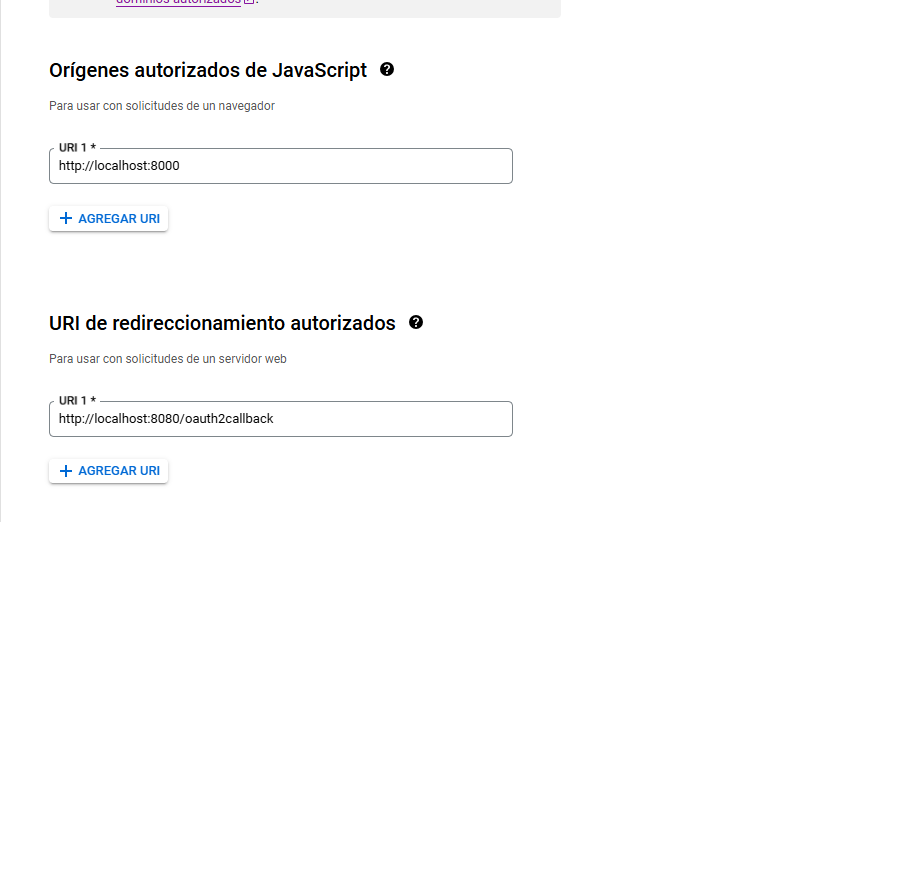 dominios autorizados.
Orígenes autorizados de JavaScript
Para usar con solicitudes de un navegador
URI 1 *
http://localhost:8000
AGREGAR URI
URI de redireccionamiento autorizados
Para usar con solicitudes de un servidor web
URI 1 *
http://localhost:8080/oauth2callback
AGREGAR URI